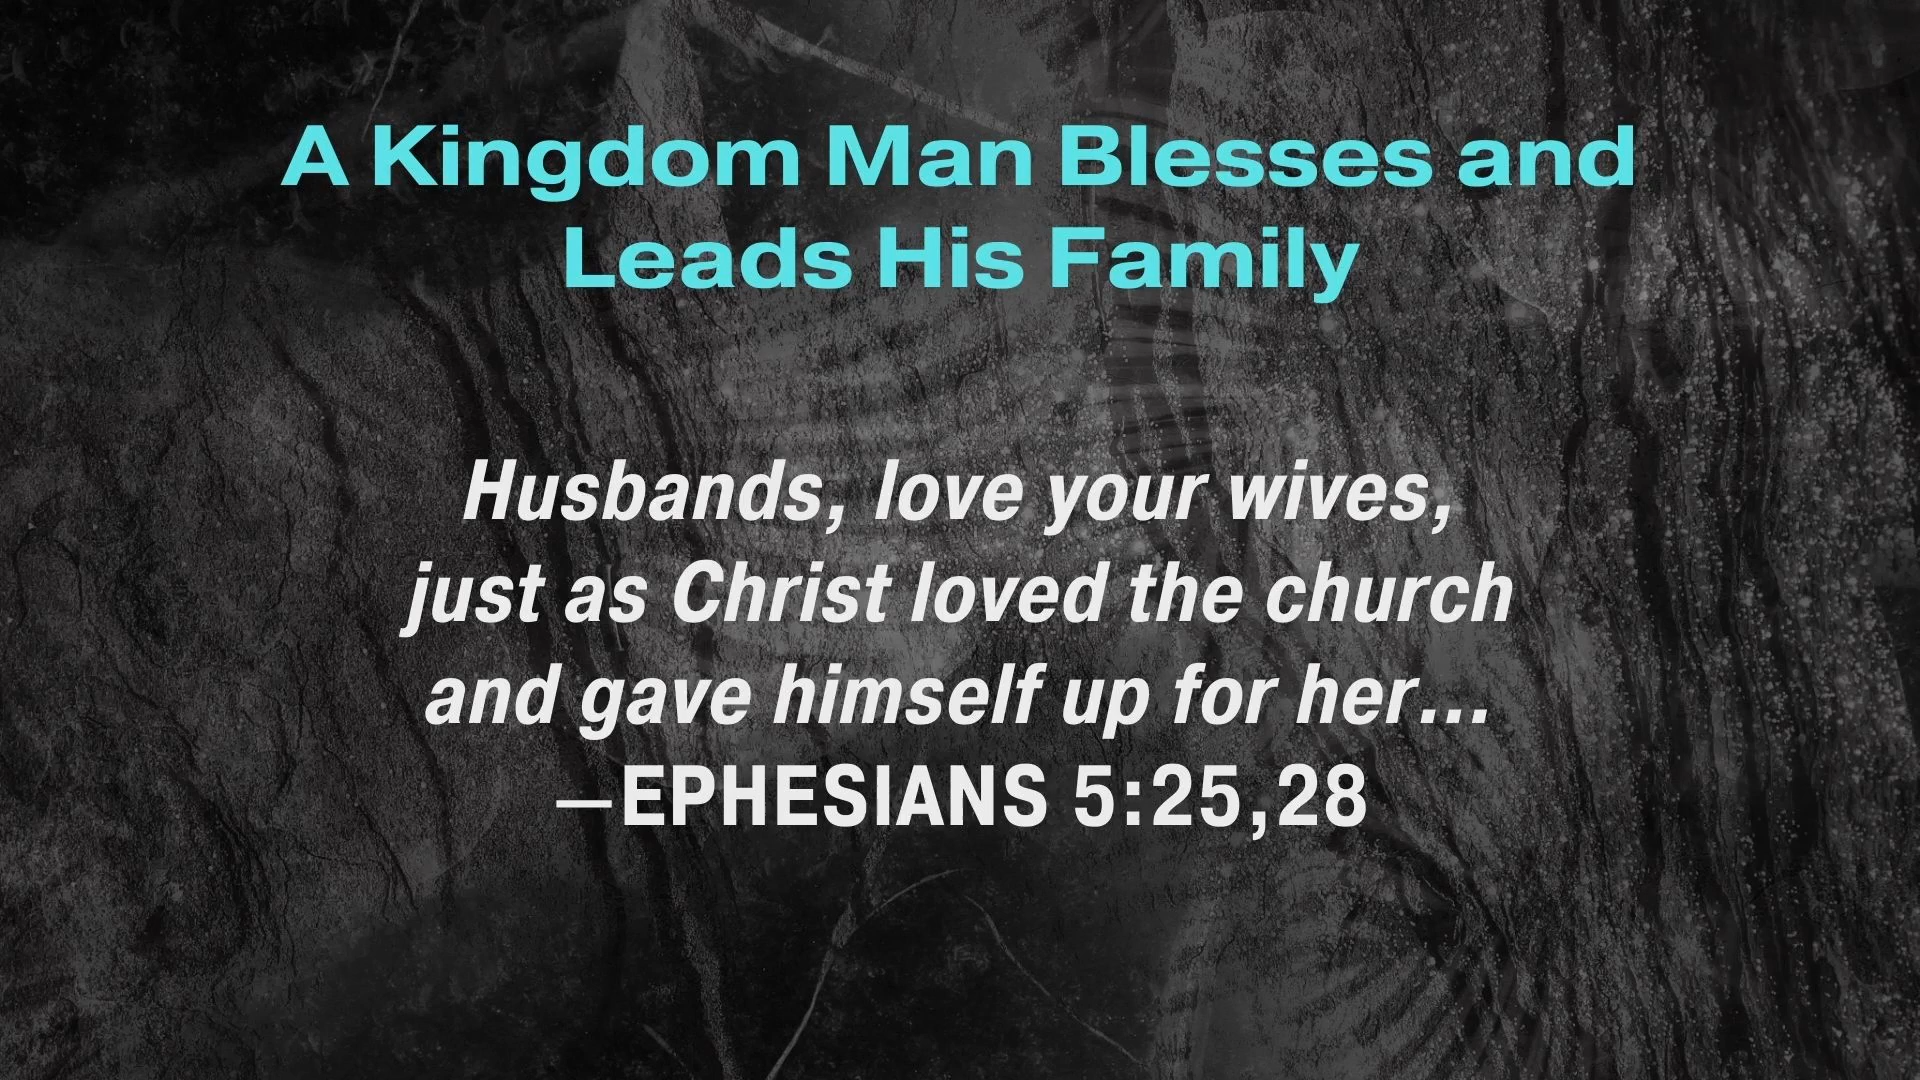 A Kingdom Man Blesses and
Leads His Family
Husbands, love your wives,
just as Christ loved the church
and gave himself up for her...
—EPHESIANS 5:25,28